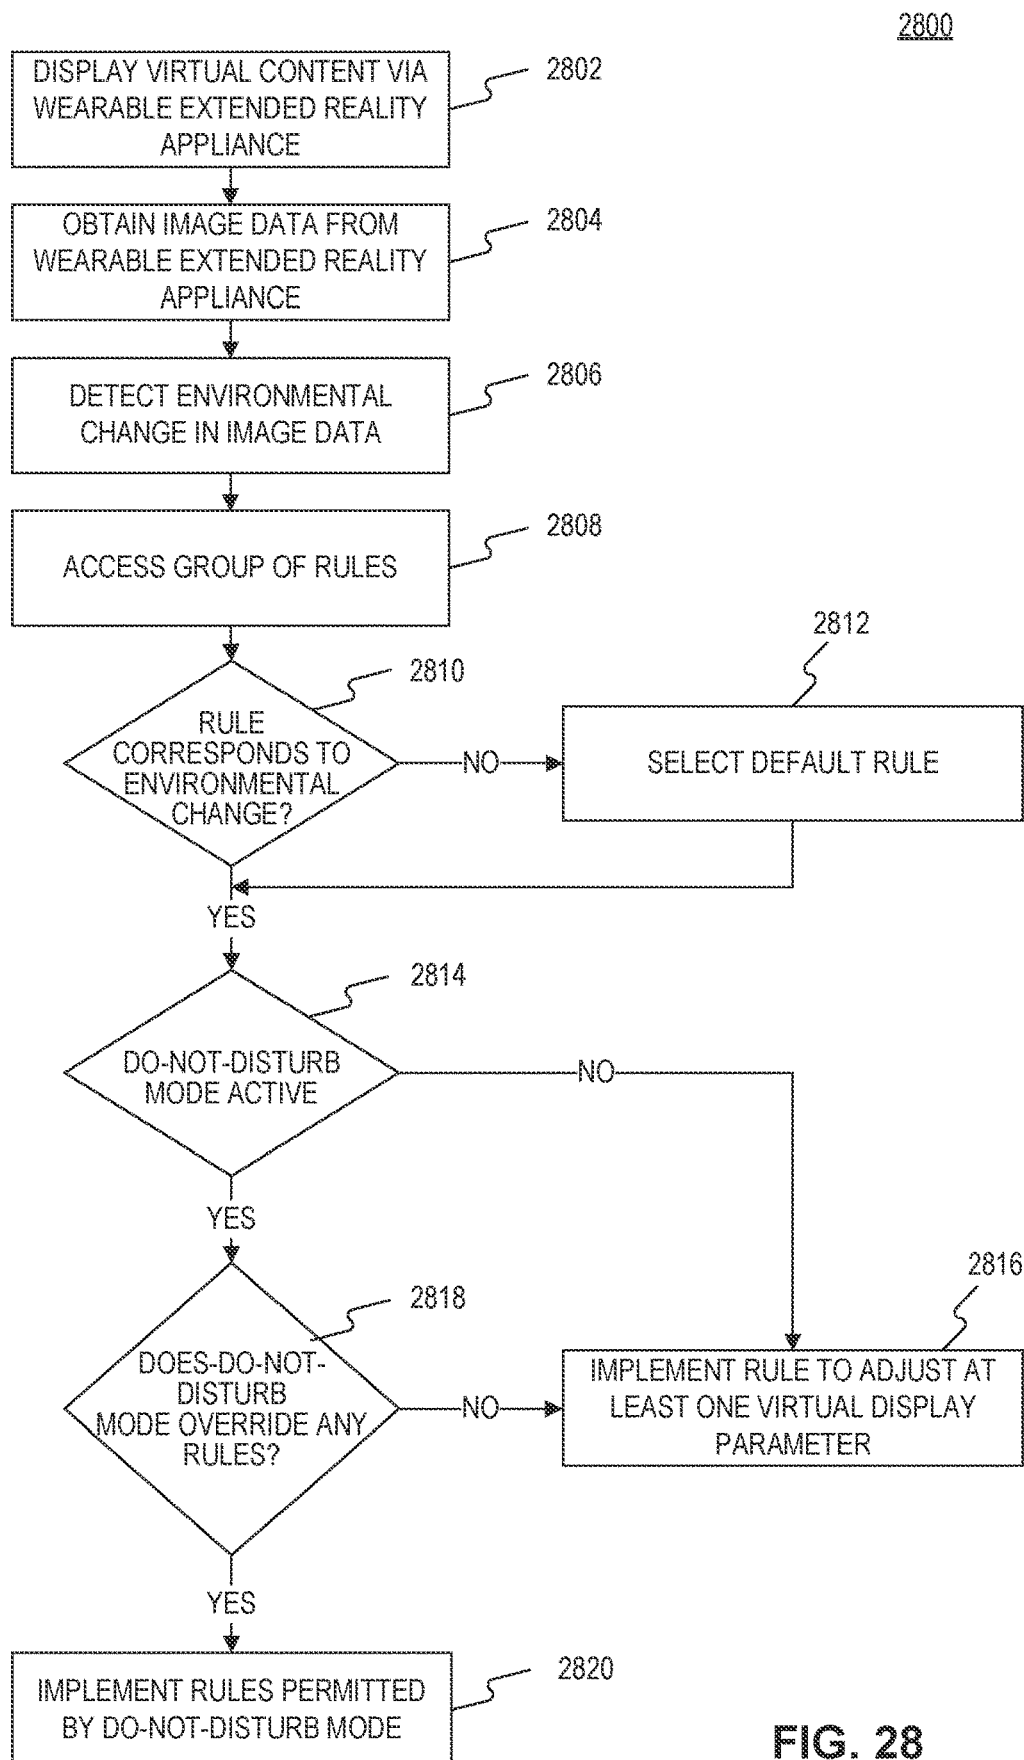 2800
DISPLAY VIRTUAL CONTENT VIA
WEARABLE EXTENDED REALITY
APPLIANCE
2802
OBTAIN IMAGE DATA FROM
WEARABLE EXTENDED REALITY
APPLIANCE
2804
DETECT ENVIRONMENTAL
CHANGE IN IMAGE DATA
2806
ACCESS GROUP OF RULES
2808
RULE
CORRESPONDS TO
ENVIRONMENTAL
CHANGE?
2810
NO
2812
SELECT DEFAULT RULE
YES
DO-NOT-DISTURB
MODE ACTIVE
2814
NO
YES
DOES-DO-NOT-
DISTURB
MODE OVERRIDE ANY
RULES?
2818
NO
2816
IMPLEMENT RULE TO ADJUST AT
LEAST ONE VIRTUAL DISPLAY
PARAMETER
YES
IMPLEMENT RULES PERMITTED
BY DO-NOT-DISTURB MODE
2820
FIG. 28